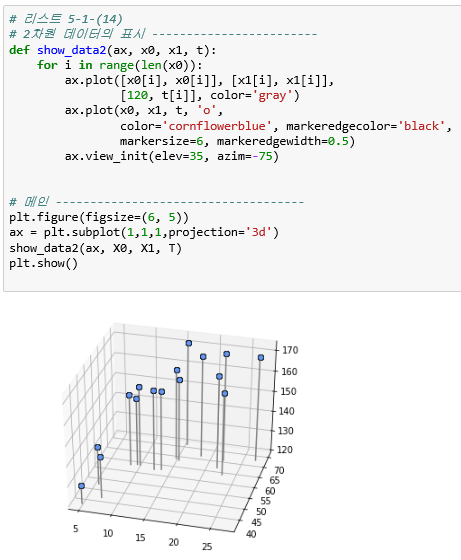 # 리스트 5-1-(14)
# 2차원 데이터의 표시 ------------------------
def show_data2(ax, x0, x1, t):
    for i in range(len(x0)):
        ax.plot([x0[i], x0[i]], [x1[i], x1[i]],
                [120, t[i]], color='gray')
        ax.plot(x0, x1, t, 'o',
                color='cornflowerblue', markeredgecolor='black',
                markersize=6, markeredgewidth=0.5)
        ax.view_init(elev=35, azim=-75)
# 메인 ------------------------------------
plt.figure(figsize=(6, 5))
ax = plt.subplot(1,1,1,projection='3d')
show_data2(ax, X0, X1, T)
plt.show()
170
160
150
140
130
120
70
65
60
55
50
45
40
5
10
15
20
25